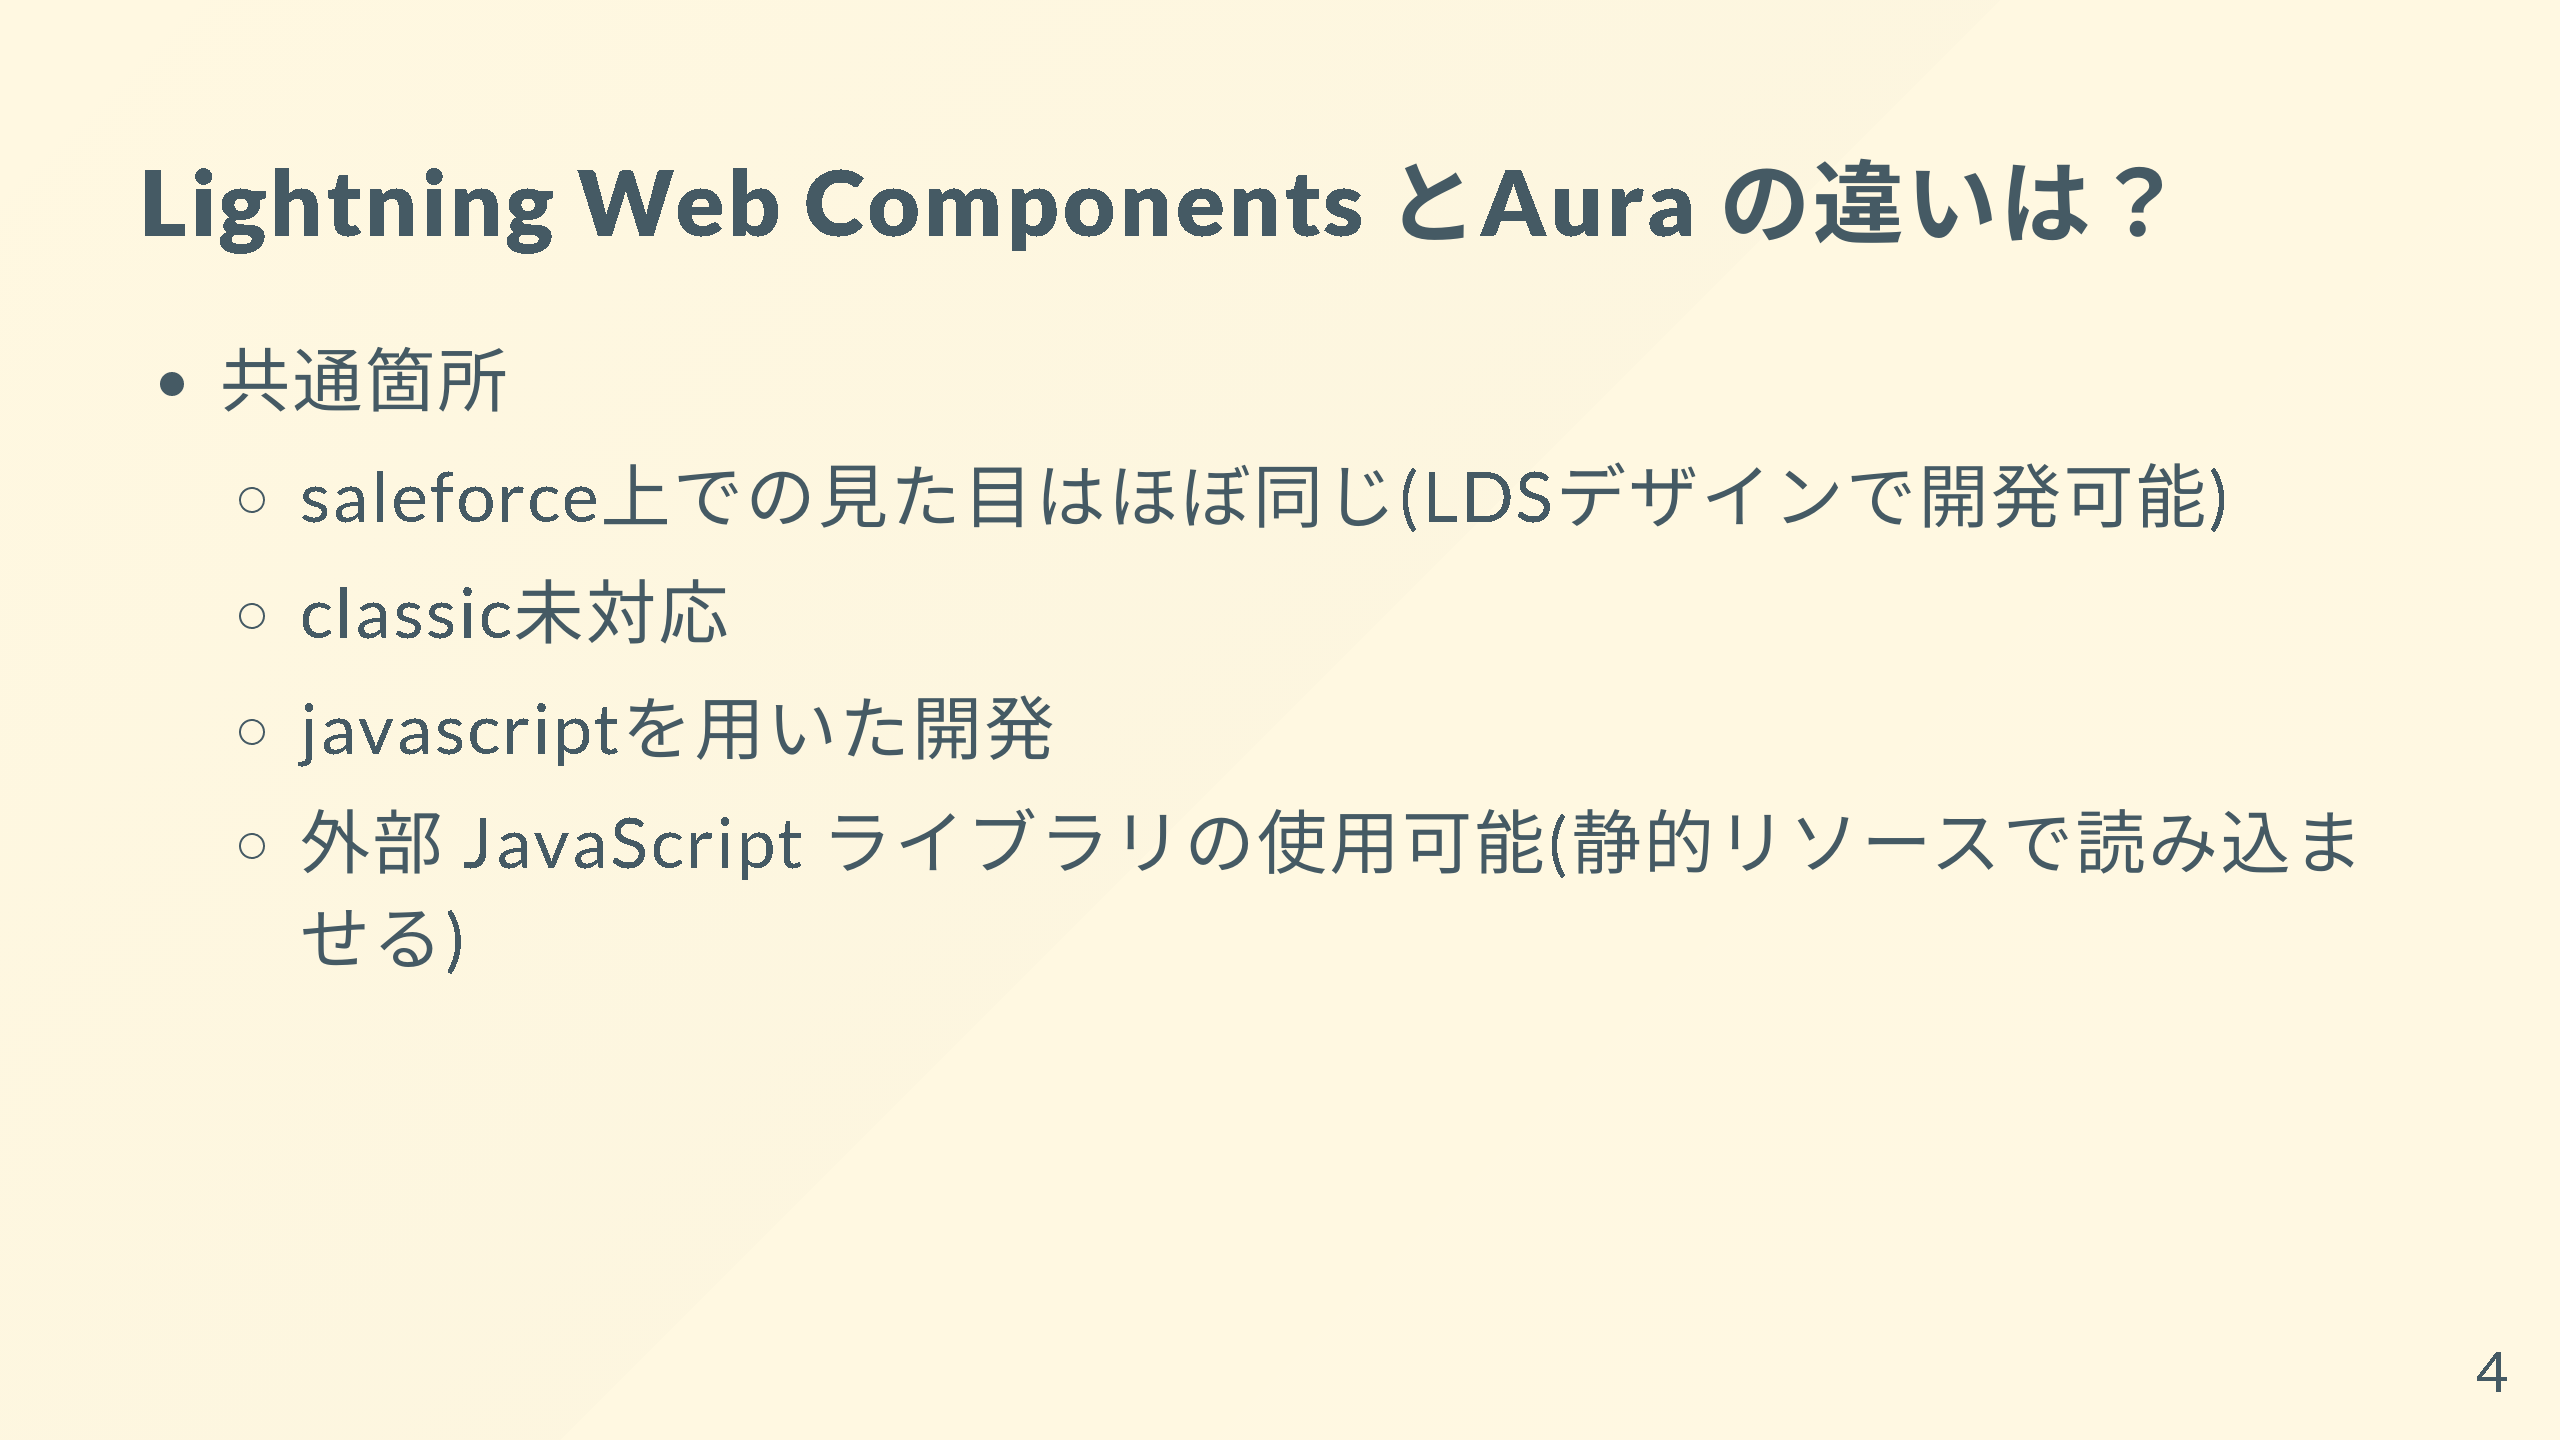 Lightning Web Components とAura の違いは？
共通箇所
saleforce上での見た目はほぼ同じ(LDSデザインで開発可能)
classic未対応
javascriptを用いた開発
外部 JavaScript ライブラリの使用可能(静的リソースで読み込ま
せる)
4